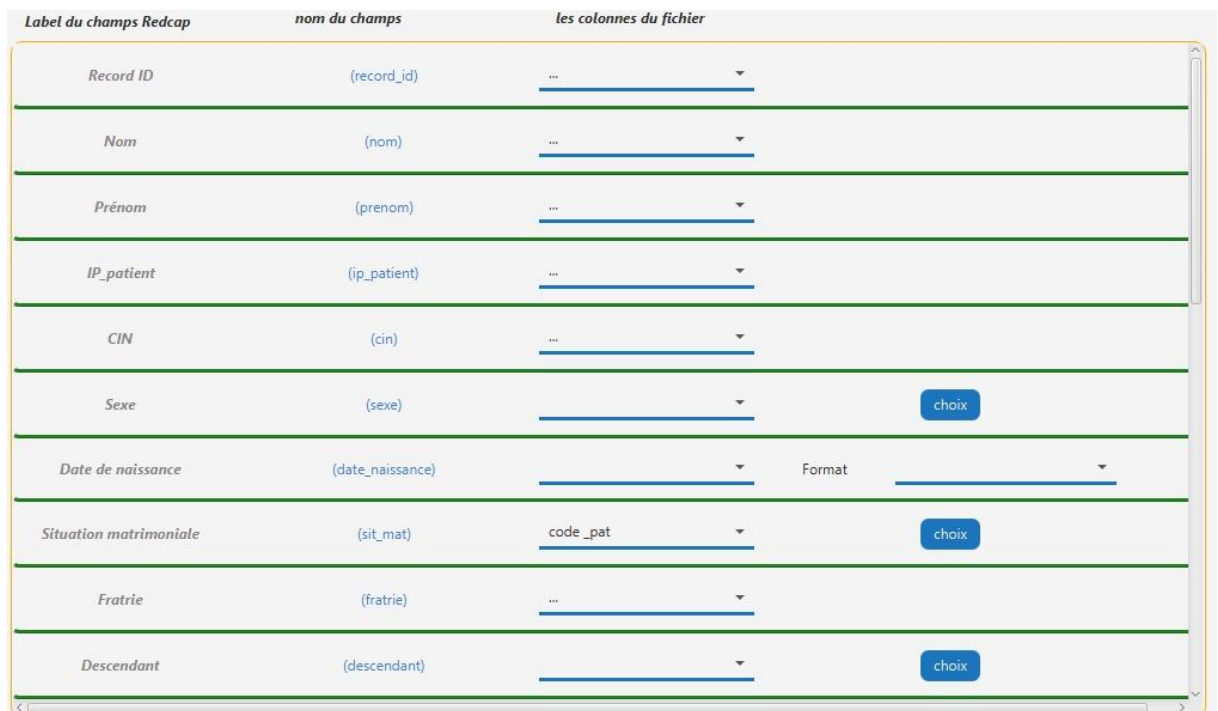 Label du champs Redcap nom du champs les colonnes du fichier
Record ID (record_id) ...
Nom (nom) ...
Prénom (prenom) ...
IP_patient (ip_patient) ...
CIN (cin) ...
Sexe (sexe) choix
Date de naissance (date_naissance) Format
Situation matrimoniale (sit_mat) code _pat choix
Fratrie (fratrie) ...
Descendant (descendant) choix